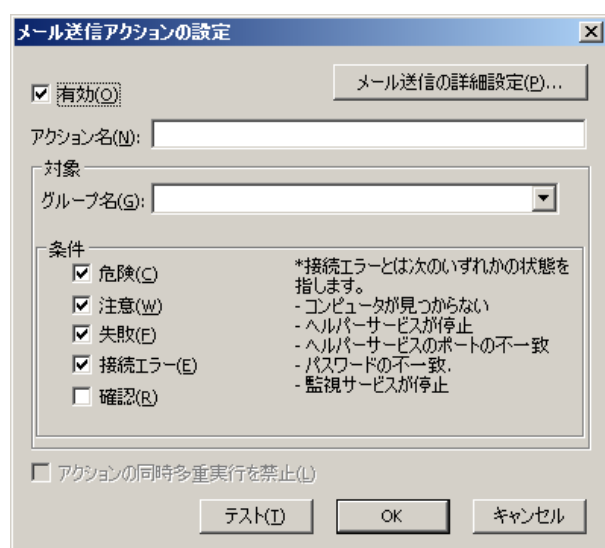 メール送信アクションの設定
有効(O)
メール送信の詳細設定(P)...
アクション名(N):
対象
グループ名(G):
条件
危険(C)
注意(W)
失敗(F)
接続エラー(E)
確認(R)
*接続エラーとは次のいずれかの状態を
指します。
- コンピュータが見つからない
- ヘルパーサービスが停止
- ヘルパーサービスのポートの不一致
- パスワードの不一致.
- 監視サービスが停止
アクションの同時多重実行を禁止(L)
テスト(T)
OK
キャンセル